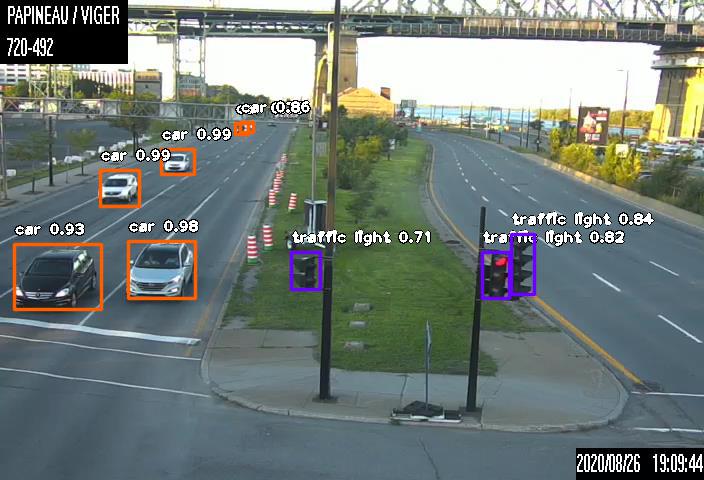 PAPINEAU / VIGER
720-492
car 0.86
car 0.99
car 0.99
car 0.93
car 0.98
traffic light 0.84
traffic light 0.71
traffic light 0.82
2020/08/26 19:09:44